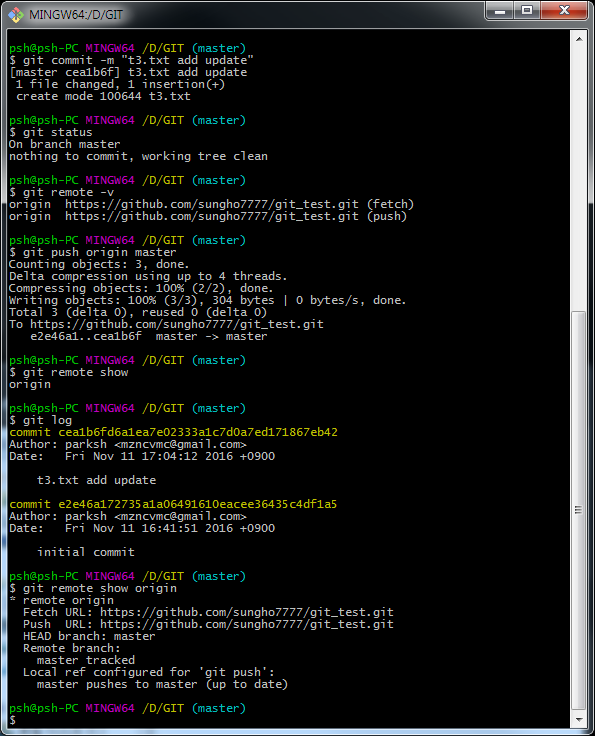 MINGW64:/D/GIT
psh@psh-PC MINGW64 /D/GIT (master)
$ git commit -m "t3.txt add update"
[master cea1b6f] t3.txt add update
 1 file changed, 1 insertion(+)
 create mode 100644 t3.txt
psh@psh-PC MINGW64 /D/GIT (master)
$ git status
On branch master
nothing to commit, working tree clean
psh@psh-PC MINGW64 /D/GIT (master)
$ git remote -v
origin  https://github.com/sungho7777/git_test.git (fetch)
origin  https://github.com/sungho7777/git_test.git (push)
psh@psh-PC MINGW64 /D/GIT (master)
$ git push origin master
Counting objects: 3, done.
Delta compression using up to 4 threads.
Compressing objects: 100% (2/2), done.
Writing objects: 100% (3/3), 304 bytes | 0 bytes/s, done.
Total 3 (delta 0), reused 0 (delta 0)
To https://github.com/sungho7777/git_test.git
   e2e46a1..cea1b6f  master -> master
psh@psh-PC MINGW64 /D/GIT (master)
$ git remote show
origin
psh@psh-PC MINGW64 /D/GIT (master)
$ git log
commit cea1b6fd6a1ea7e02333a1c7d0a7ed171867eb42
Author: parksh <mzncvmc@gmail.com>
Date:   Fri Nov 11 17:04:12 2016 +0900
    t3.txt add update
commit e2e46a172735a1a06491610eacee36435c4df1a5
Author: parksh <mzncvmc@gmail.com>
Date:   Fri Nov 11 16:41:51 2016 +0900
    initial commit
psh@psh-PC MINGW64 /D/GIT (master)
$ git remote show origin
* remote origin
  Fetch URL: https://github.com/sungho7777/git_test.git
  Push  URL: https://github.com/sungho7777/git_test.git
  HEAD branch: master
  Remote branch:
    master tracked
  Local ref configured for 'git push':
    master pushes to master (up to date)
psh@psh-PC MINGW64 /D/GIT (master)
$